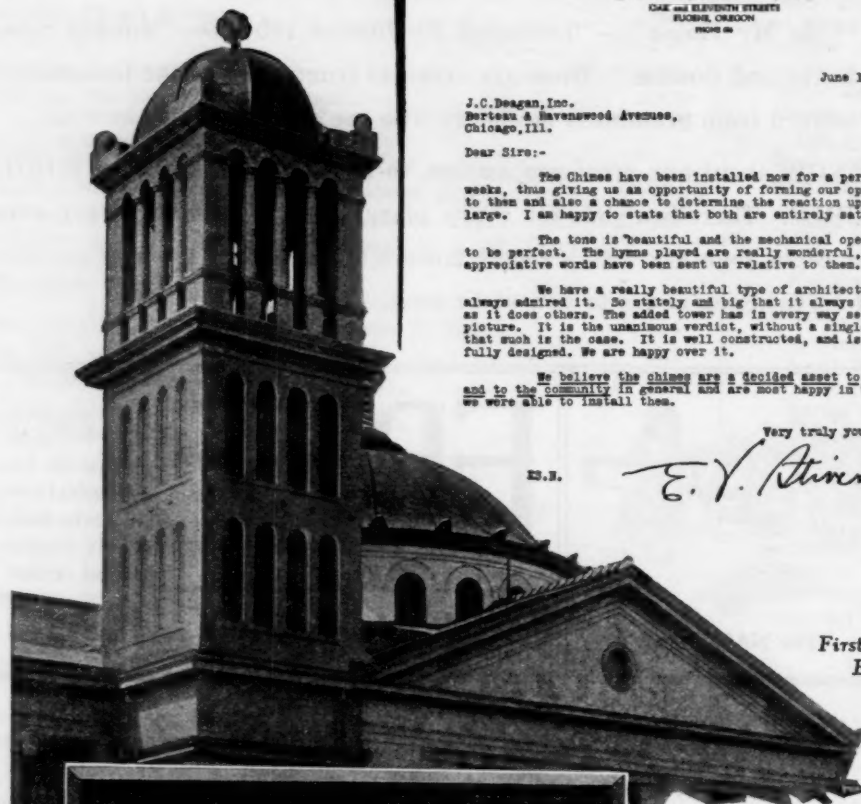 OAK and ELEVENTH STREETS
EUGENE, OREGON
PHONE
June 1
J.C.Deagan,Inc.
Berteau & Ravenswood Avenues,
Chicago,Ill.
Dear Sirs:-
The Chimes have been installed now for a per
weeks, thus giving us an opportunity of forming our op
to them and also a chance to determine the reaction up
large. I am happy to state that both are entirely sat
The tone is beautiful and the mechanical ope
to be perfect. The hymns played are really wonderful,
appreciative words have been sent us relative to them.
We have a really beautiful type of architect
always admired it. So stately and big that it always
as it does others. The added tower has in every way se
picture. It is the unanimous verdict, without a singl
that such is the case. It is well constructed, and is
fully designed. We are happy over it.
We believe the chimes are a decided asset to
and to the community in general and are most happy in
we were able to install them.
Very truly you
ES.N.
E. V. Stiven
First
E